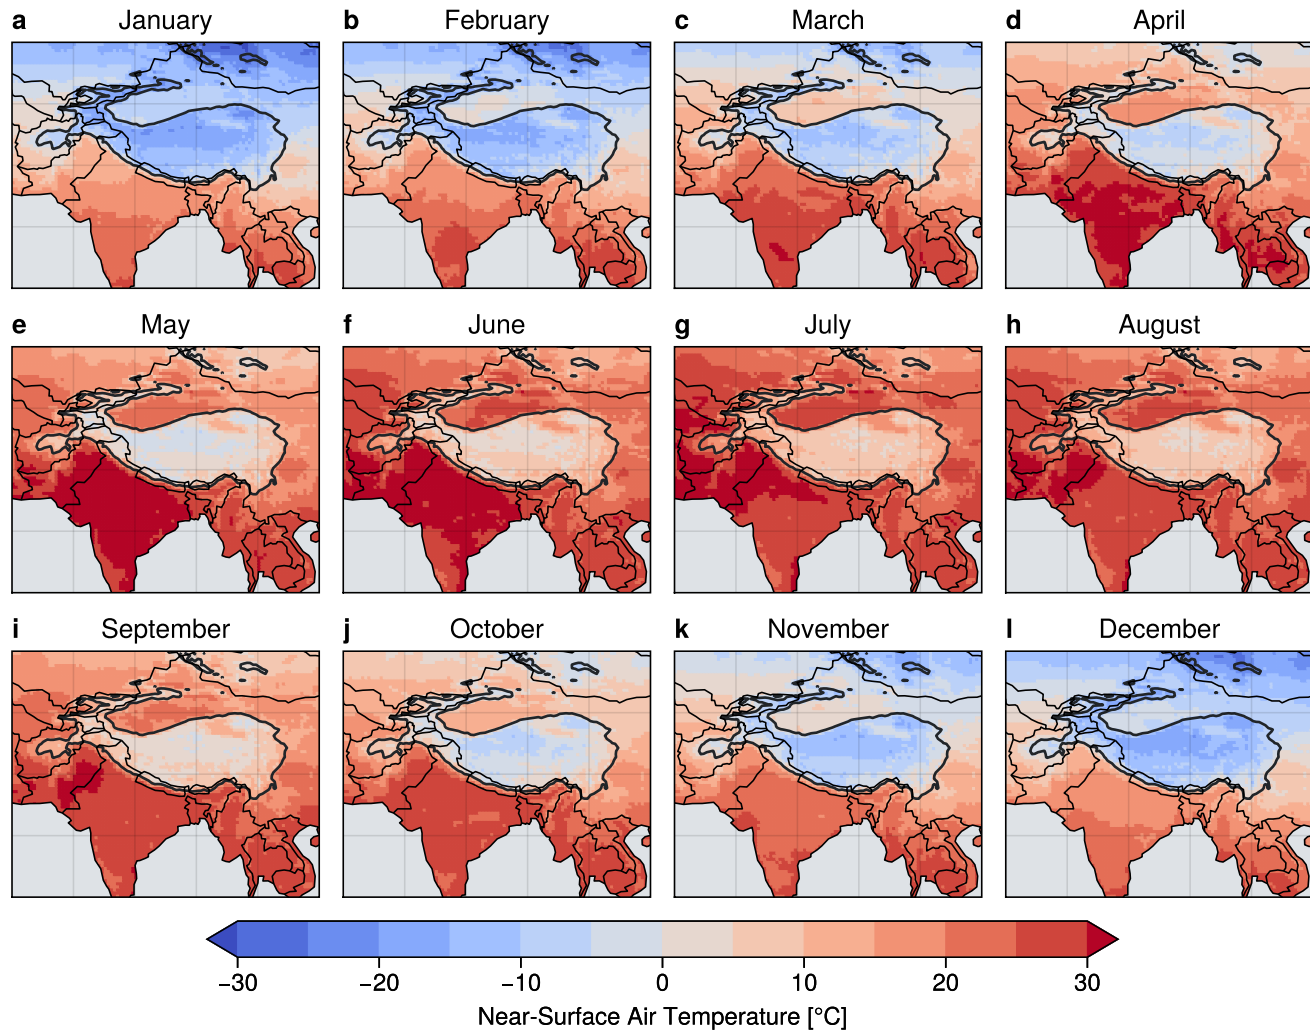 a January
b February
c March
d April
e May
f June
g July
h August
i September
j October
k November
l December
−30 −20 −10 0 10 20 30
Near-Surface Air Temperature [°C]